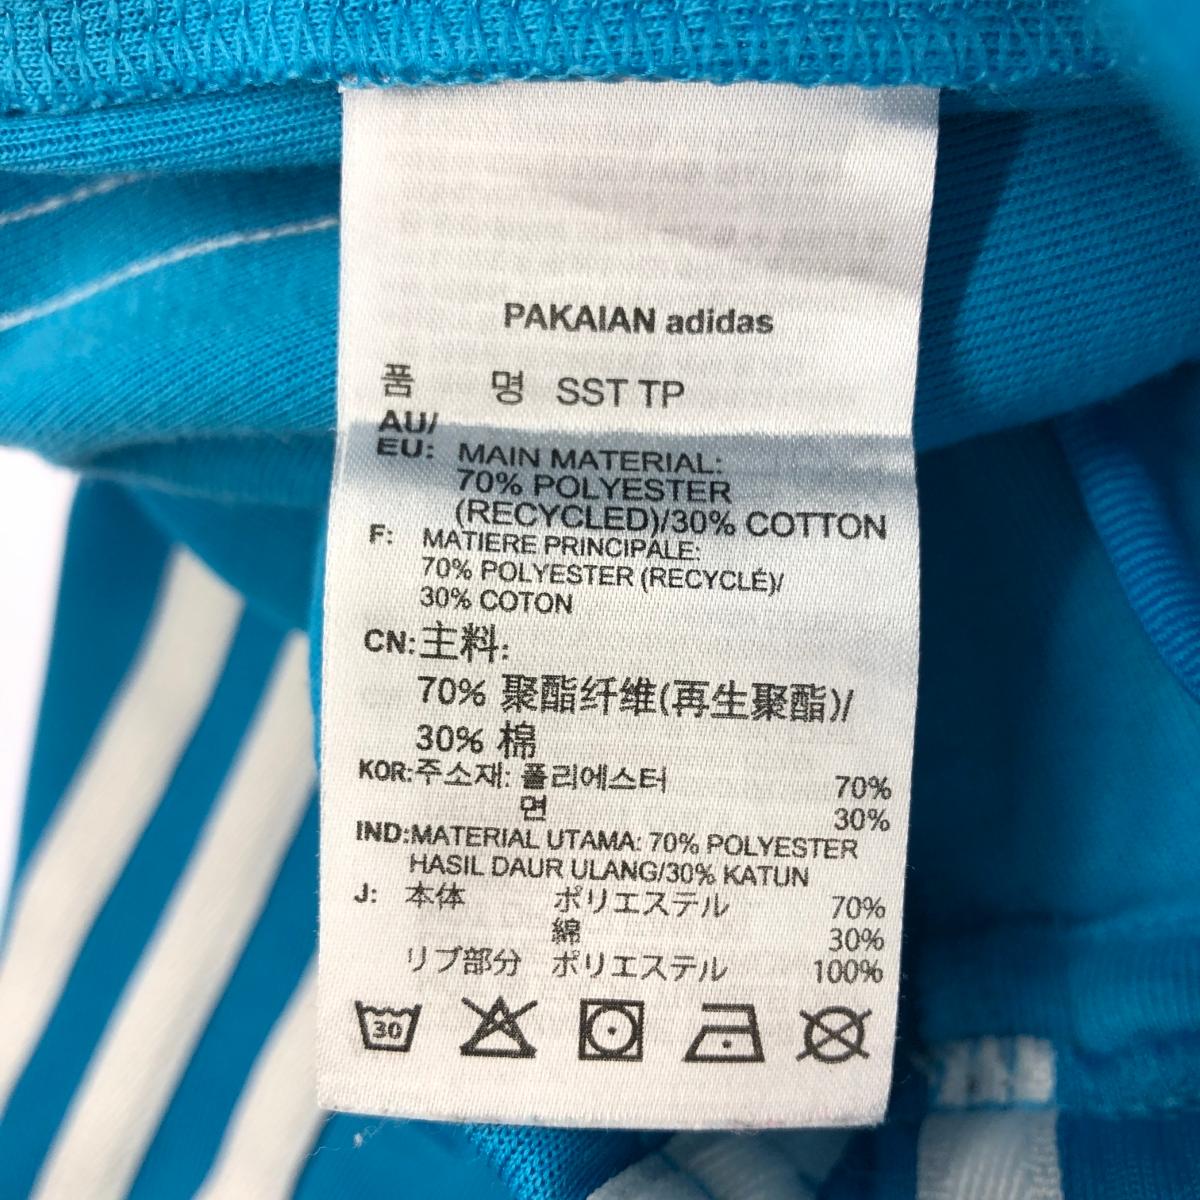 PAKAIAN adidas
품 명 SST TP
AU/
EU: MAIN MATERIAL:
70% POLYESTER
(RECYCLED)/30% COTTON
F: MATIERE PRINCIPALE:
70% POLYESTER (RECYCLÉ)/
30% COTON
CN:主料:
70% 聚酯纤维(再生聚酯)/
30% 棉
KOR:주소재: 폴리에스터 70%
면 30%
IND:MATERIAL UTAMA: 70% POLYESTER
HASIL DAUR ULANG/30% KATUN
J: 本体 ポリエステル 70%
綿 30%
リブ部分 ポリエステル 100%
30